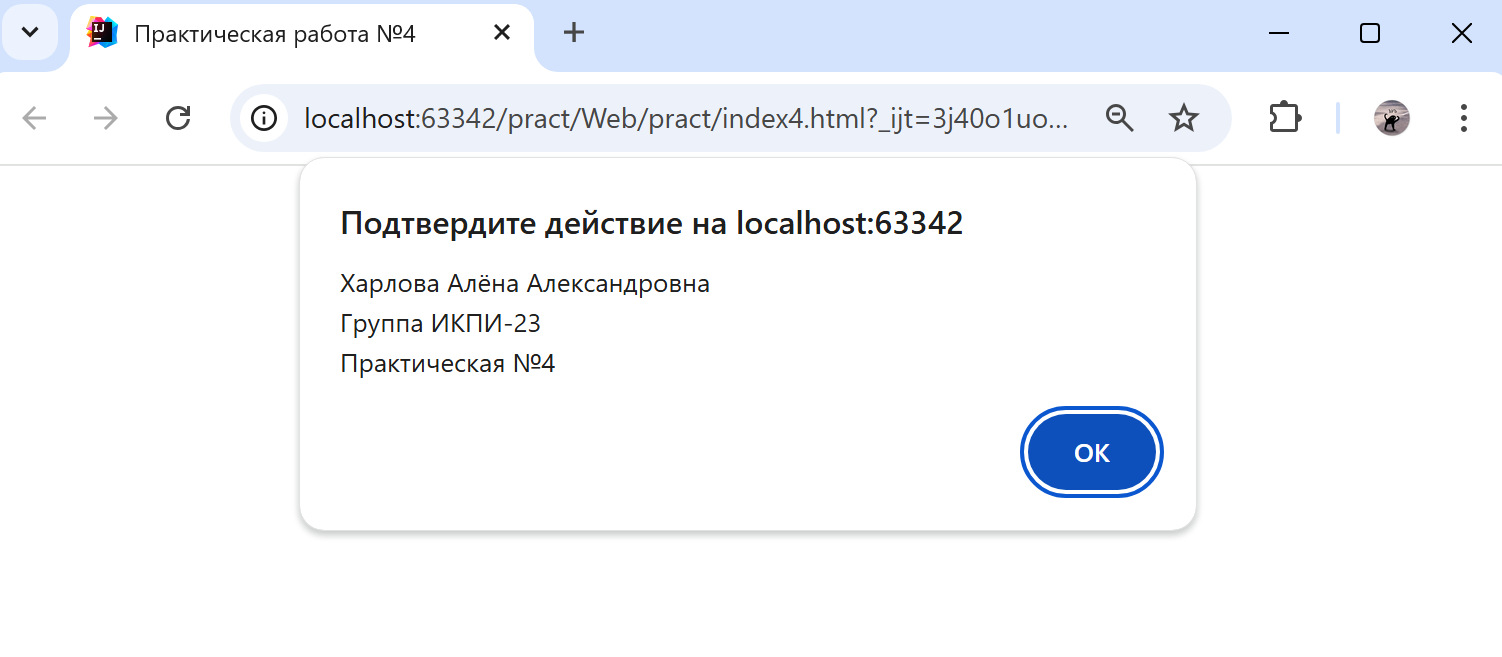 Практическая работа №4
localhost:63342/pract/Web/pract/index4.html?_ijt=3j40o1uo...
Подтвердите действие на localhost:63342
Харлова Алёна Александровна
Группа ИКПИ-23
Практическая №4
ОК